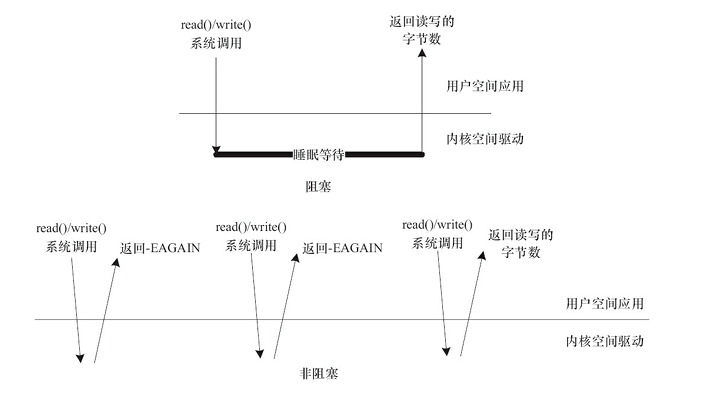 read()/write()
系统调用
返回读写的
字节数
用户空间应用
内核空间驱动
睡眠等待
阻塞
read()/write()
系统调用
返回-EAGAIN
read()/write()
系统调用
返回-EAGAIN
read()/write()
系统调用
返回读写的
字节数
用户空间应用
内核空间驱动
非阻塞